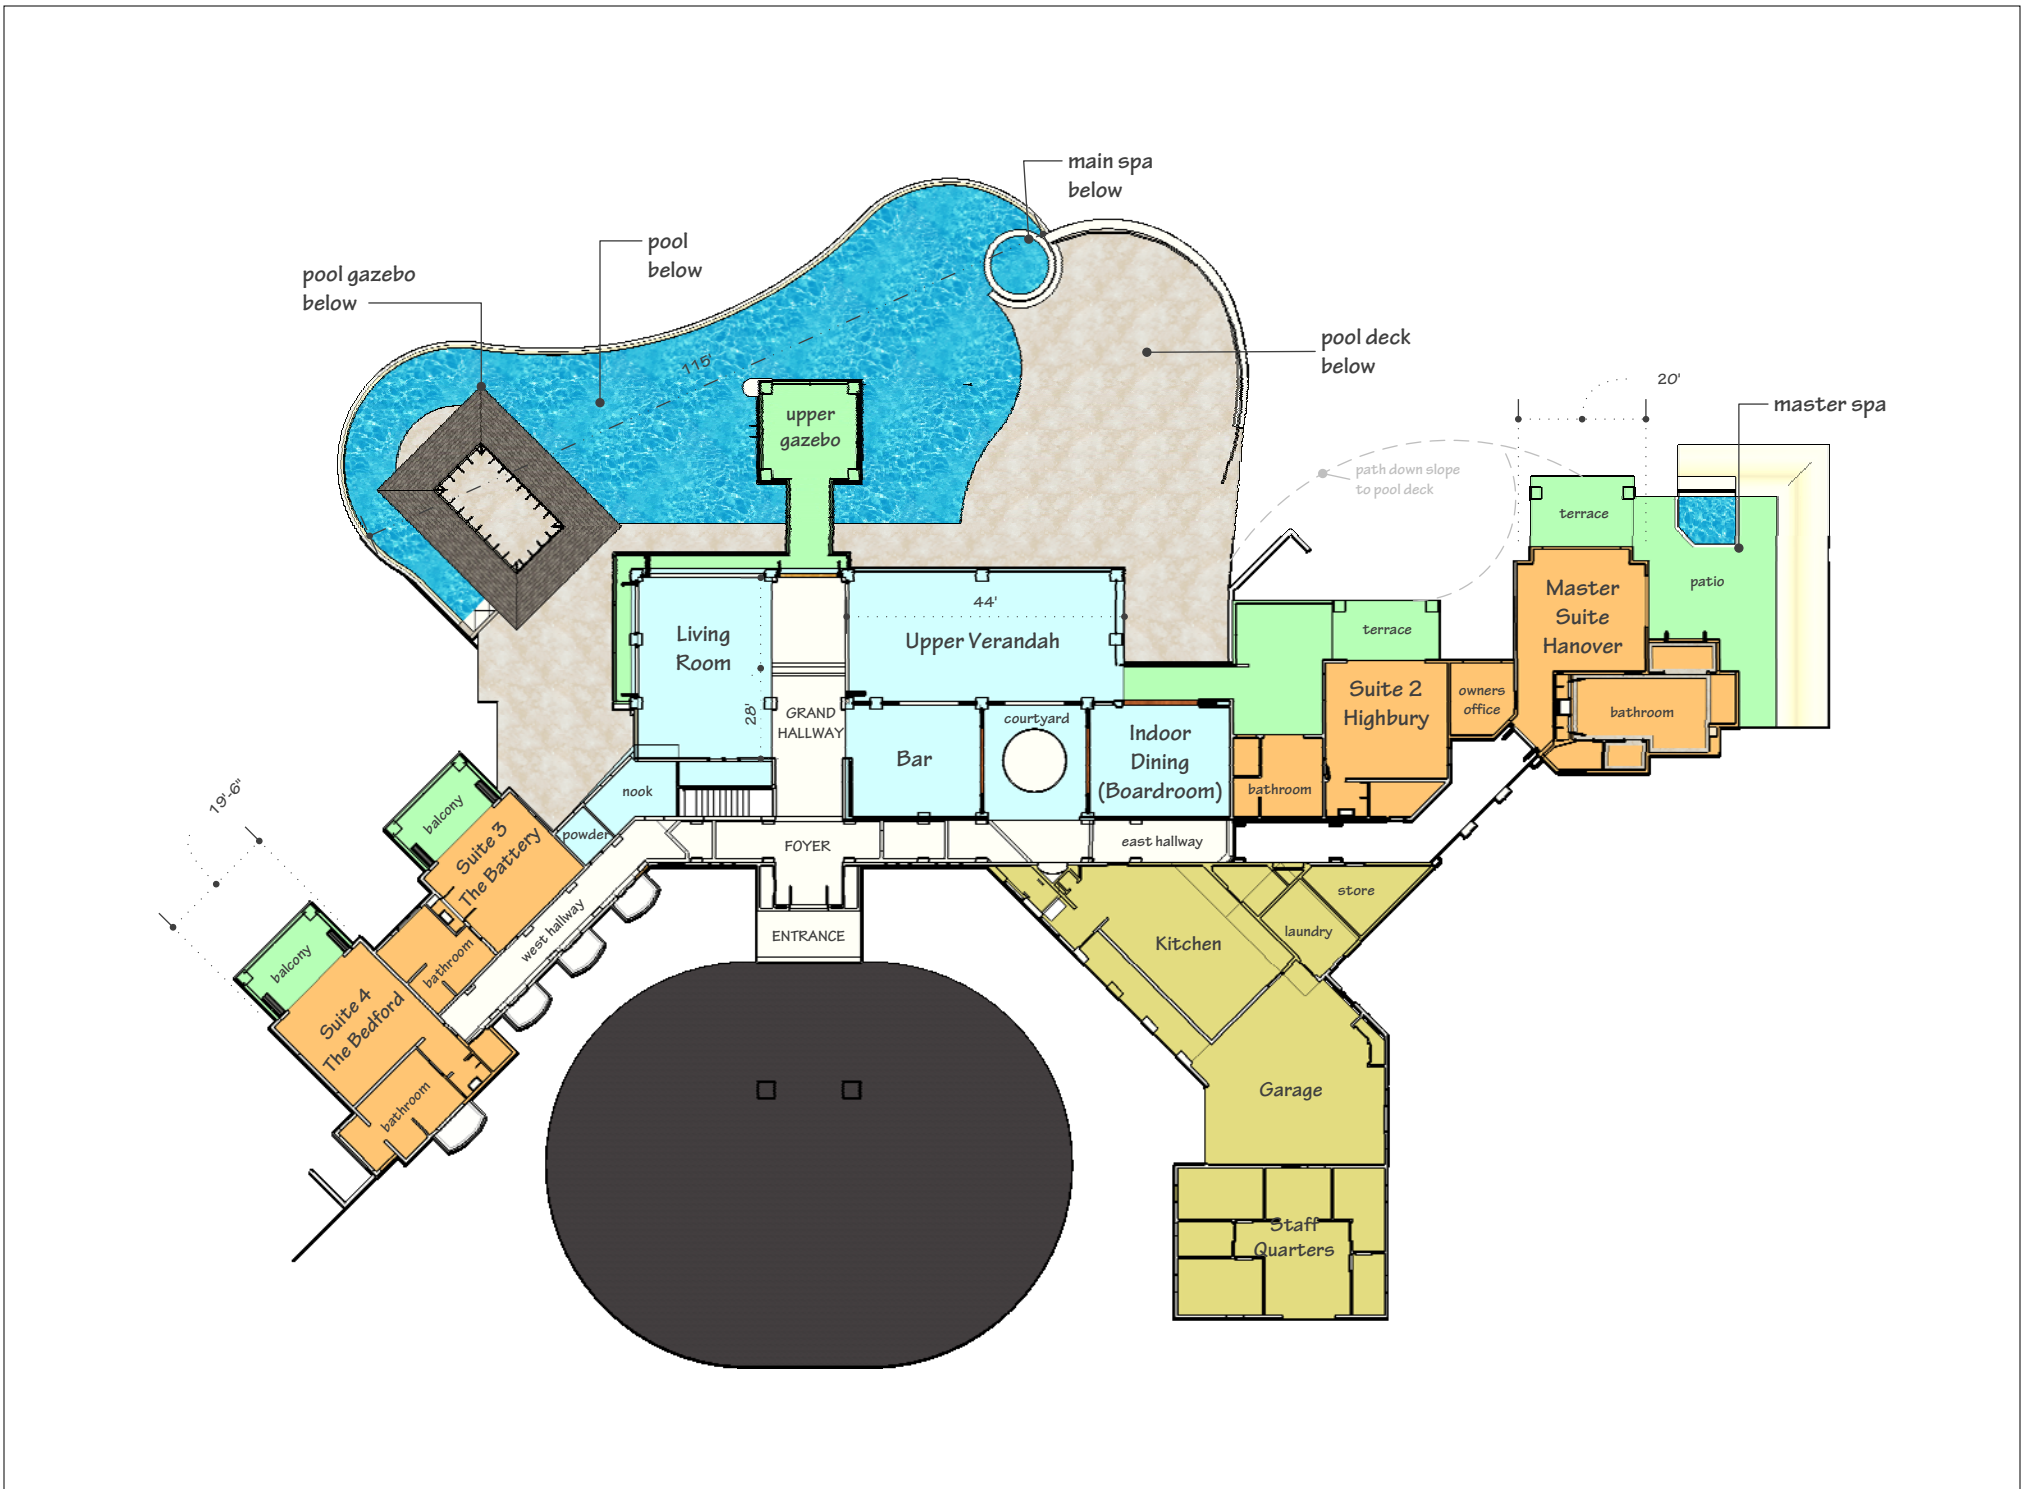 main spa
below
pool
below
pool gazebo
below
pool deck
below
115'
20'
master spa
upper
gazebo
path down slope
to pool deck
terrace
Master
Suite
Hanover
patio
44'
Living
Room
Upper Verandah
terrace
28'
GRAND
HALLWAY
courtyard
Suite 2
Highbury
owners
office
bathroom
Bar
Indoor
Dining
(Boardroom)
bathroom
nook
19'-6"
balcony
Suite 3
The Battery
powder
FOYER
east hallway
store
laundry
Kitchen
west hallway
ENTRANCE
bathroom
balcony
Suite 4
The Bedford
bathroom
Garage
Staff
Quarters